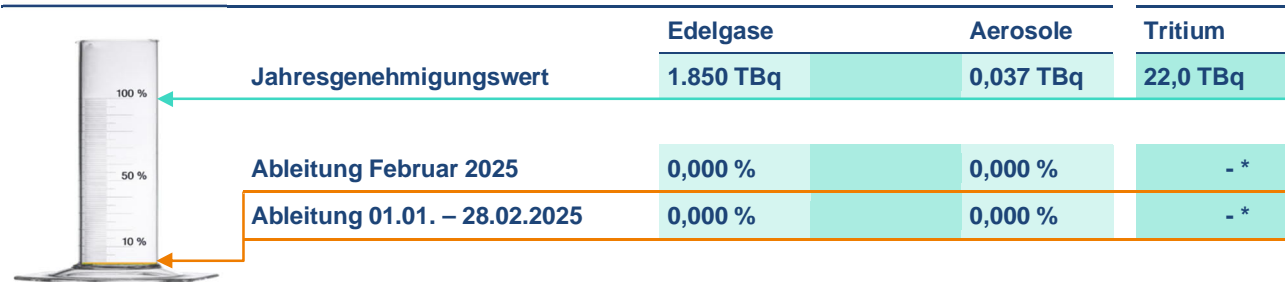 Edelgase Aerosole Tritium
Jahresgenehmigungswert 1.850 TBq 0,037 TBq 22,0 TBq
100 %
Ableitung Februar 2025 0,000 % 0,000 % - *
50 %
Ableitung 01.01. – 28.02.2025 0,000 % 0,000 % - *
10 %